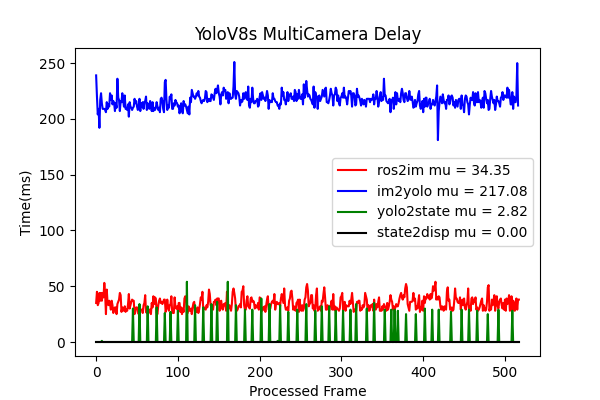 YoloV8s MultiCamera Delay
250
200
150
100
50
0
Time(ms)
ros2im mu = 34.35
im2yolo mu = 217.08
yolo2state mu = 2.82
state2disp mu = 0.00
0 100 200 300 400 500
Processed Frame